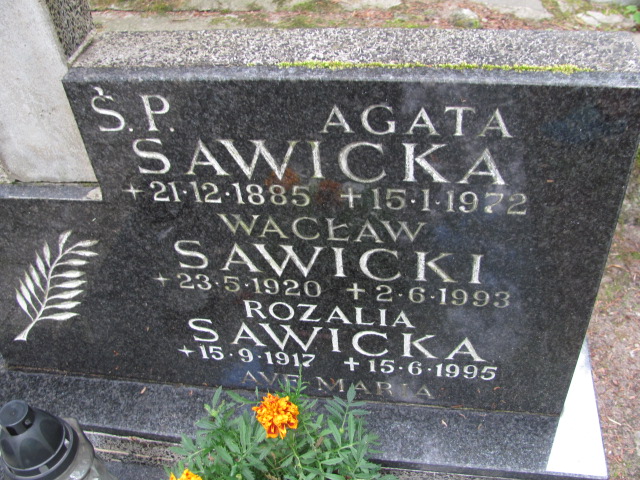 Ś.P. AGATA
SAWICKA
+21·12·1885 +15·1·1972
WACŁAW
SAWICKI
+23·5·1920 +2·6·1993
ROZALIA
SAWICKA
+15·9·1917 +15·6·1995
AVE MARIA